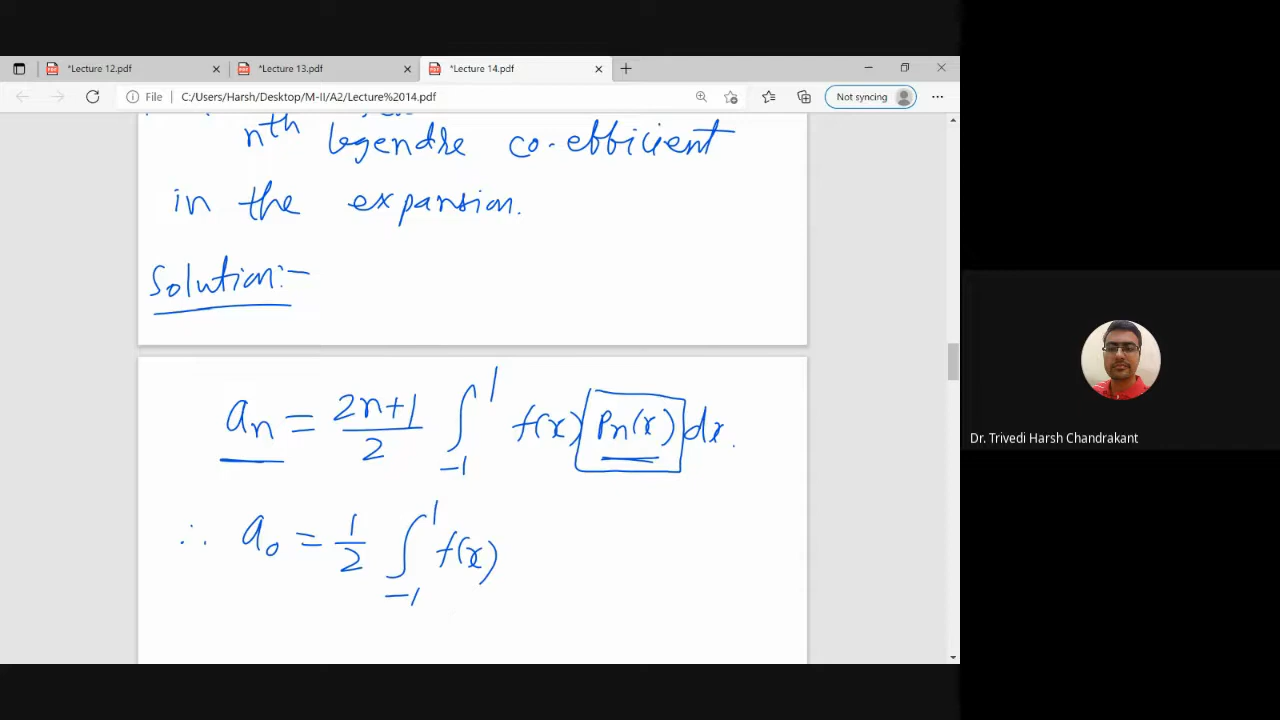 *Lecture 12.pdf
*Lecture 13.pdf
*Lecture 14.pdf
File
C:/Users/Harsh/Desktop/M-II/A2/Lecture%2014.pdf
Not syncing
nth legendre co-efficient
in the expansion.
Solution:-
an = 2n+1/2 ∫_{-1}^{1} f(x) Pn(x) dx.
∴ a0 = 1/2 ∫_{-1}^{1} f(x)
Dr. Trivedi Harsh Chandrakant